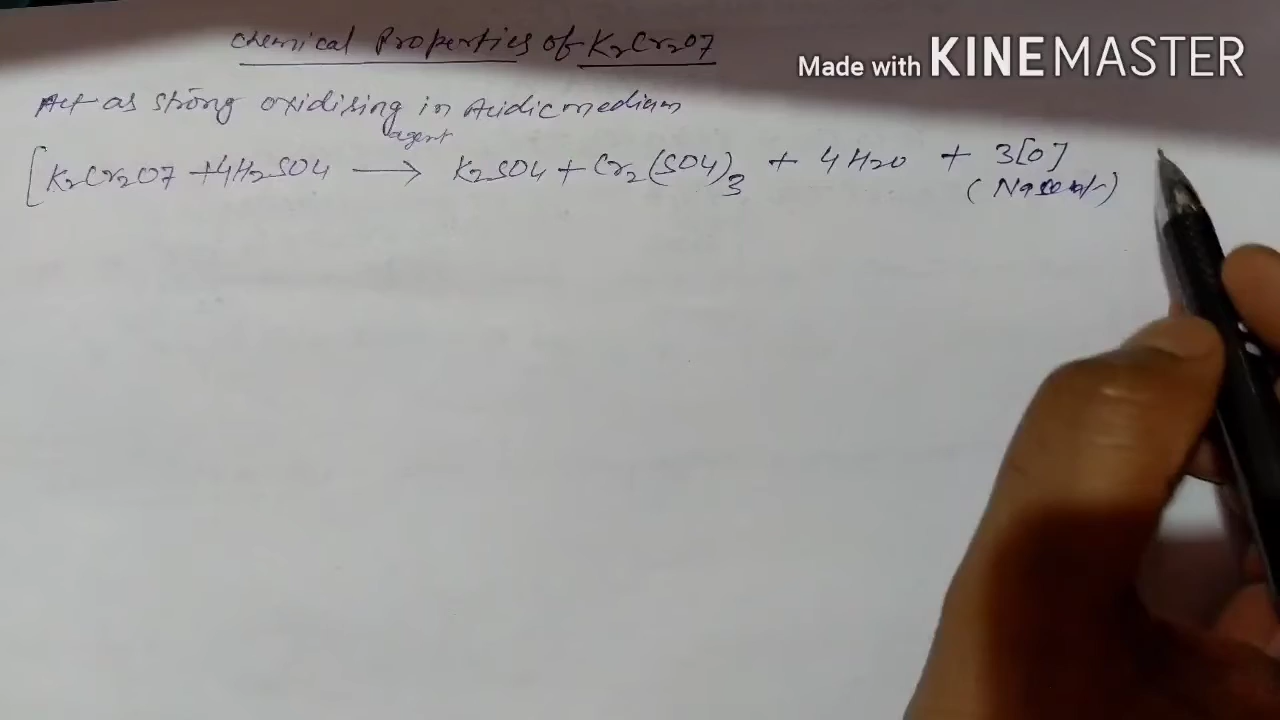 Chemical Properties of K2Cr2O7
Made with KINEMASTER
Act as strong oxidising in Acidic medium
agent
[K2Cr2O7 + 4H2SO4 → K2SO4 + Cr2(SO4)3 + 4H2O + 3[O]
(Nascent)